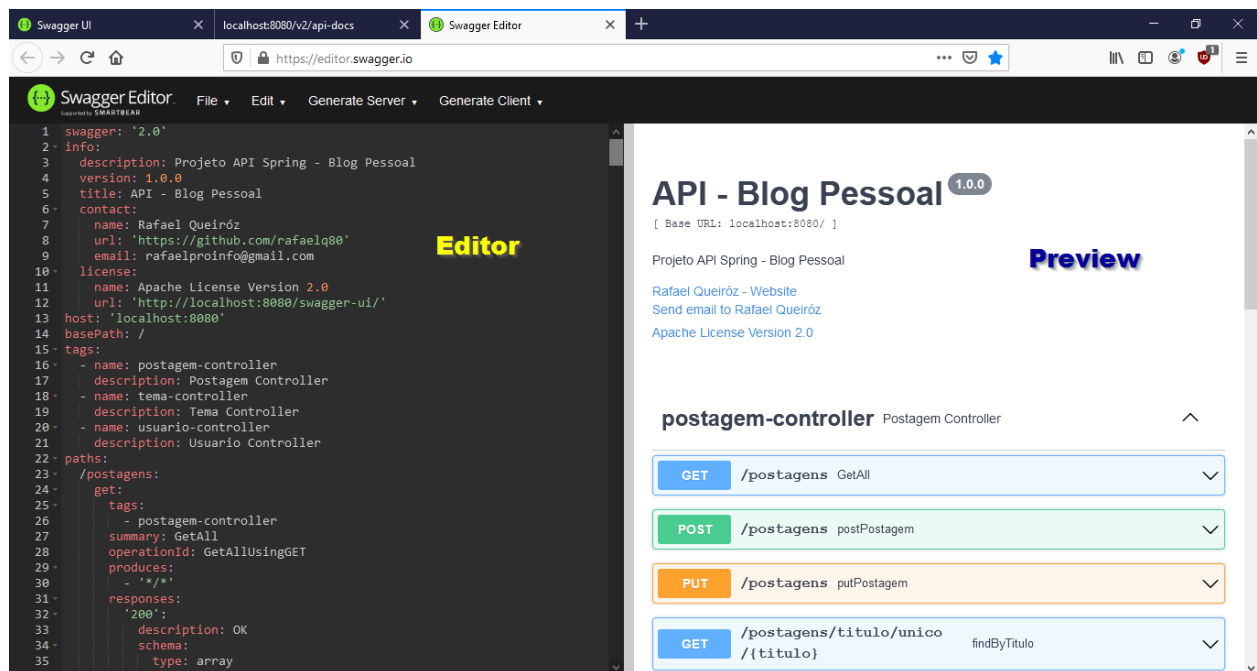 Swagger UI
localhost:8080/v2/api-docs
Swagger Editor
https://editor.swagger.io
1
Swagger Editor
Supported by SMARTBEAR
File
Edit
Generate Server
Generate Client
1 swagger: '2.0'
2 info:
3 description: Projeto API Spring - Blog Pessoal
4 version: 1.0.0
5 title: API - Blog Pessoal
6 contact:
7 name: Rafael Queiróz
8 url: 'https://github.com/rafaelq80'
9 email: rafaelproinfo@gmail.com
10 license:
11 name: Apache License Version 2.0
12 url: 'http://localhost:8080/swagger-ui/'
13 host: 'localhost:8080'
14 basePath: /
15 tags:
16 - name: postagem-controller
17 description: Postagem Controller
18 - name: tema-controller
19 description: Tema Controller
20 - name: usuario-controller
21 description: Usuario Controller
22 paths:
23 /postagens:
24 get:
25 tags:
26 - postagem-controller
27 summary: GetAll
28 operationId: GetAllUsingGET
29 produces:
30 - '*/*'
31 responses:
32 '200':
33 description: OK
34 schema:
35 type: array
Editor
API - Blog Pessoal 1.0.0
[ Base URL: localhost:8080/ ]
Preview
Projeto API Spring - Blog Pessoal
Rafael Queiróz - Website
Send email to Rafael Queiróz
Apache License Version 2.0
postagem-controller Postagem Controller
GET /postagens GetAll
POST /postagens postPostagem
PUT /postagens putPostagem
GET /postagens/titulo/unico
/{titulo} findByTitulo